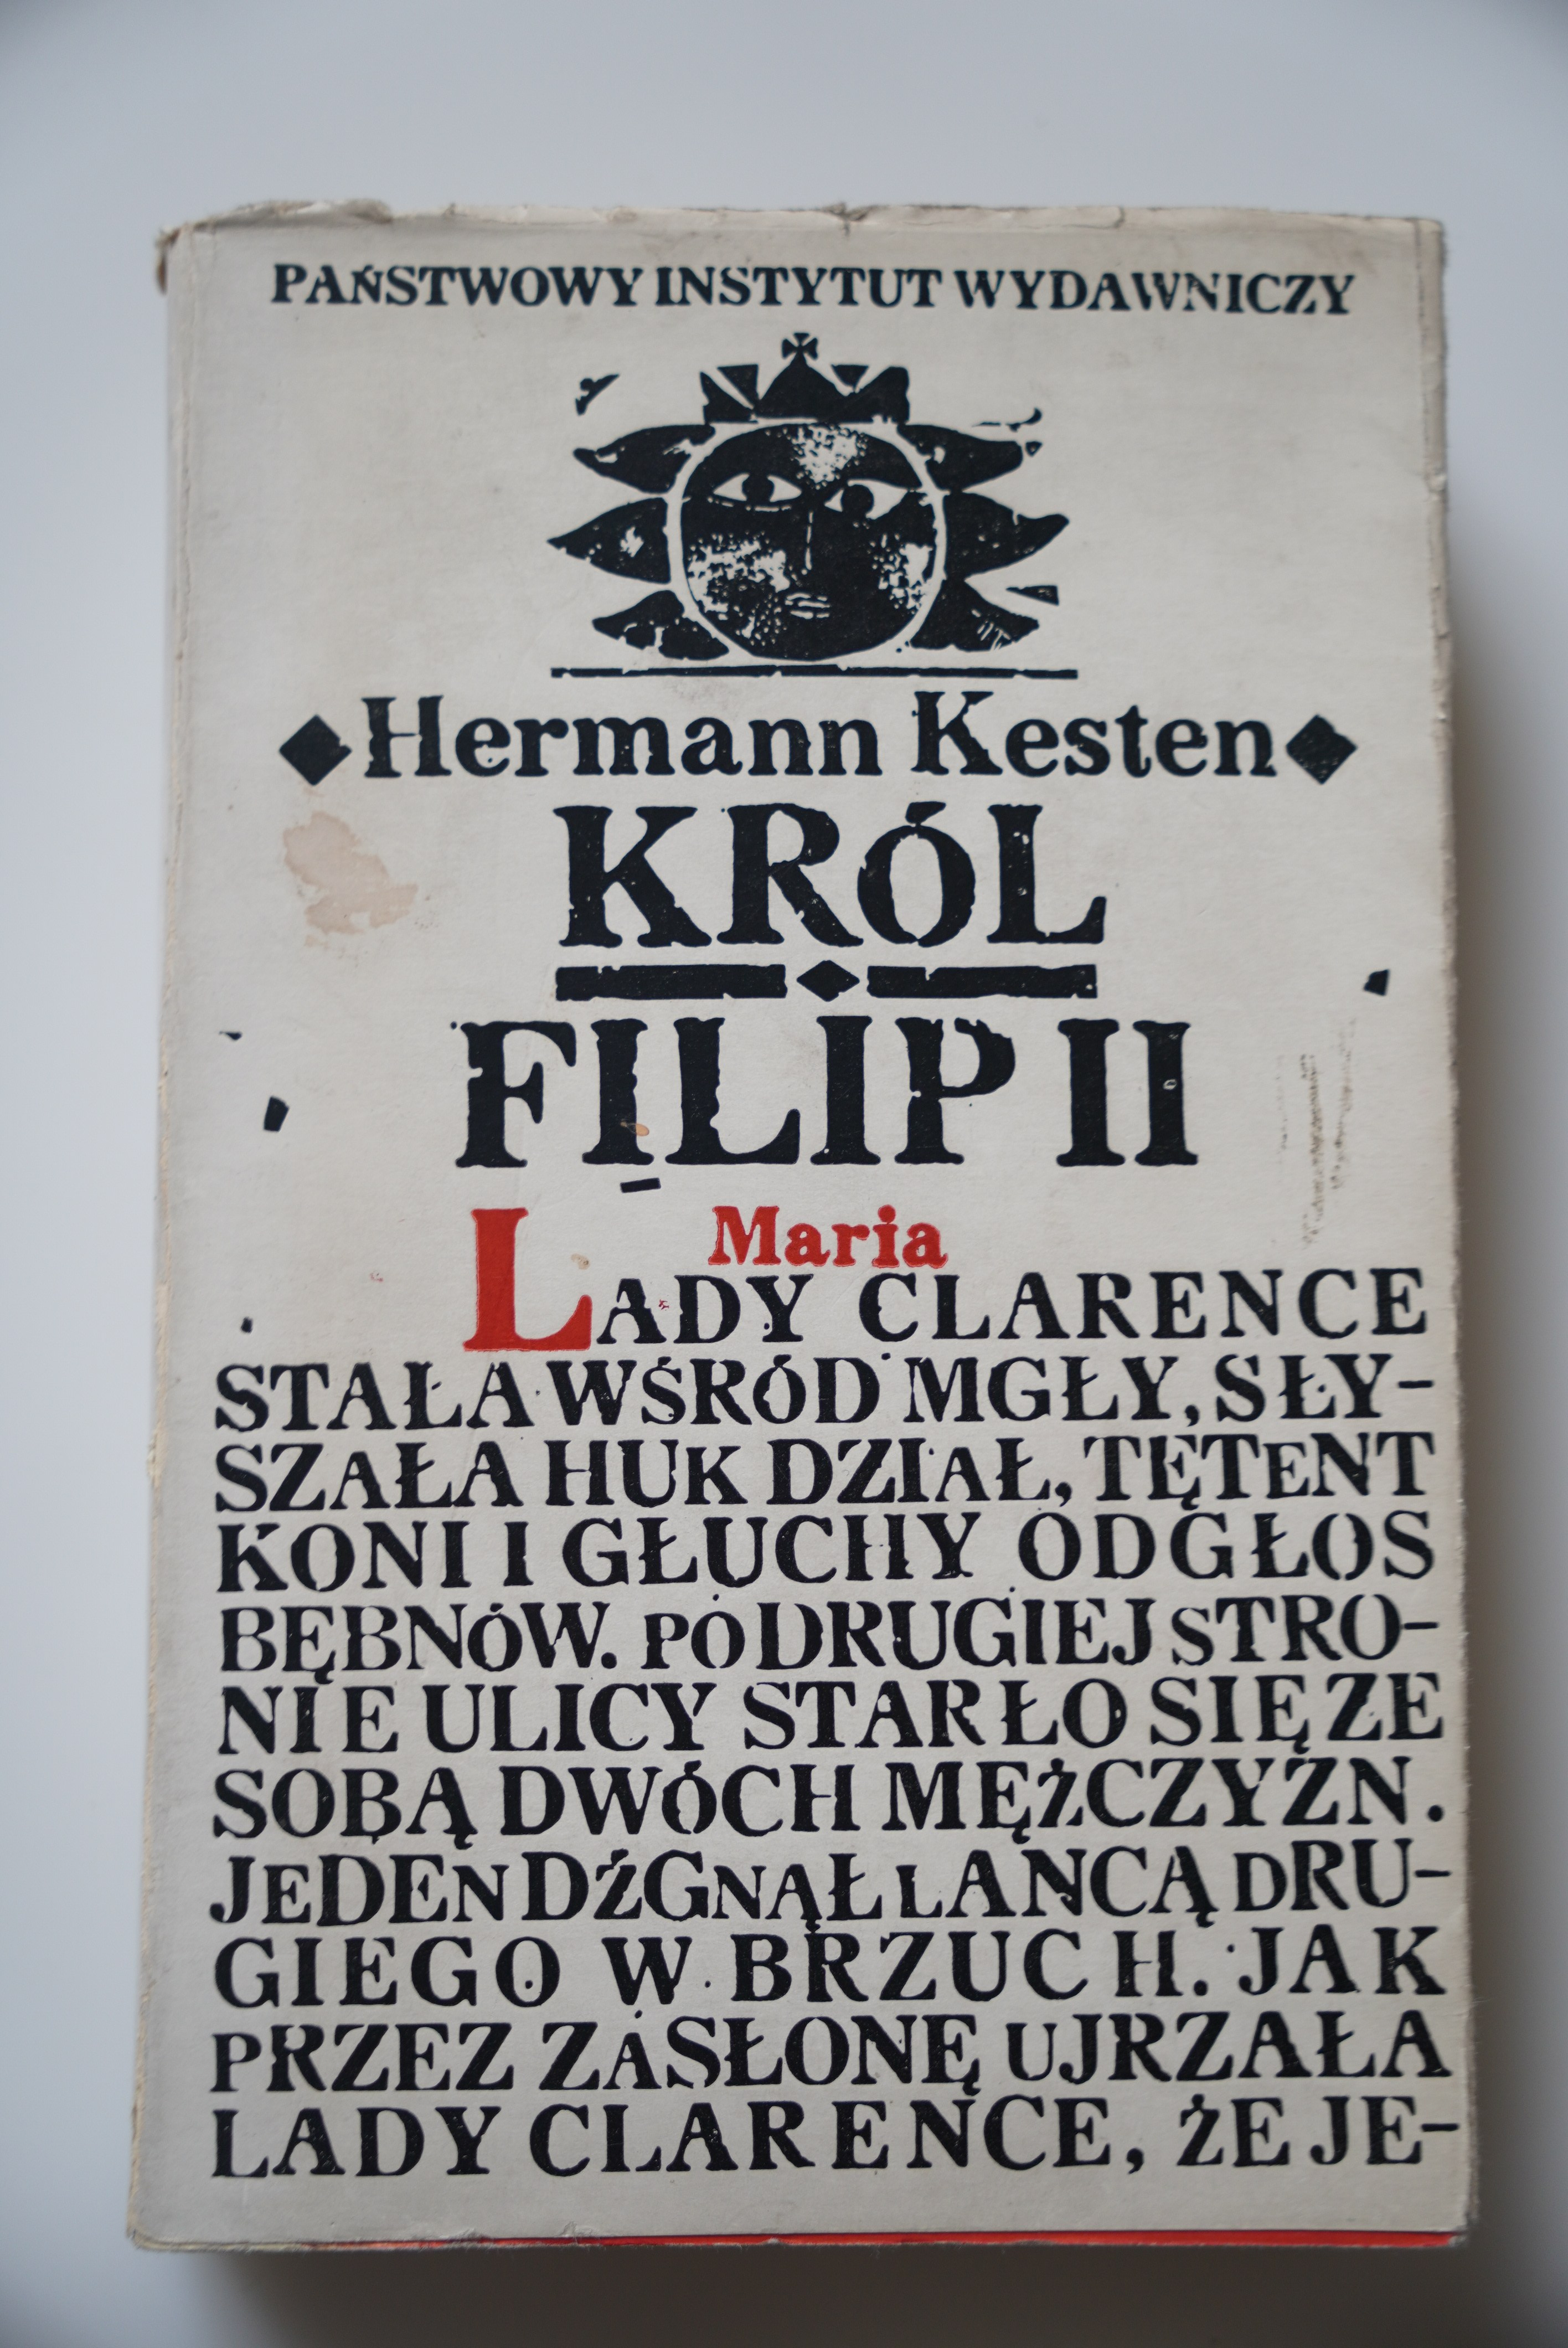 PAŃSTWOWY INSTYTUT WYDAWNICZY
Hermann Kesten
KRÓL
FILIP II
Maria
LADY CLARENCE
STAŁA WŚRÓD MGŁY, SŁY-
SZAŁA HUK DZIAŁ, TĘTENT
KONI I GŁUCHY ODGŁOS
BĘBNÓW. PO DRUGIEJ STRO-
NIE ULICY STARŁO SIĘ ZE
SOBĄ DWÓCH MĘŻCZYZN.
JEDEN DŹGNĄŁ LANCĄ DRU-
GIEGO W BRZUCH. JAK
PRZEZ ZASŁONĘ UJRZAŁA
LADY CLARENCE, ŻE JE-